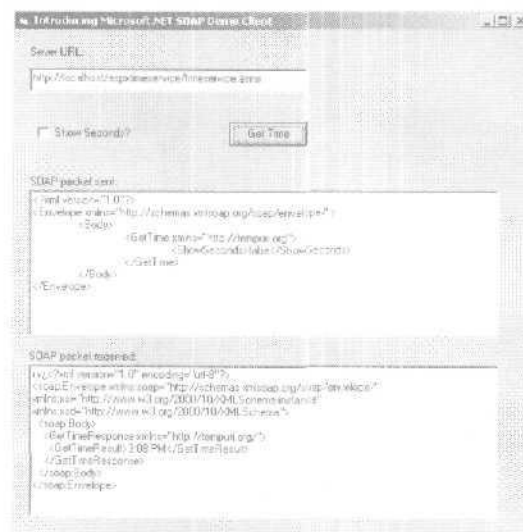 Introducing Microsoft.NET SOAP Demo Client
Server URL:
Show Seconds?
Get Time
SOAP packet sent:
<?xml version="1.0"?>
<Envelope xmlns="http://schemas.xmlsoap.org/soap/envelope/">
<Body>
<GetTime xmlns="http://tempuri.org/">
<ShowSeconds>false</ShowSeconds>
</GetTime>
</Body>
</Envelope>
SOAP packet received:
<?xml version="1.0" encoding="utf-8"?>
<soap:Envelope xmlns:soap="http://schemas.xmlsoap.org/soap/envelope/"
xmlns:xsi="http://www.w3.org/2000/10/XMLSchema-instance"
xmlns:xsd="http://www.w3.org/2000/10/XMLSchema">
<soap:Body>
<GetTimeResponse xmlns="http://tempuri.org/">
<GetTimeResult>3:08 PM</GetTimeResult>
</GetTimeResponse>
</soap:Body>
</soap:Envelope>